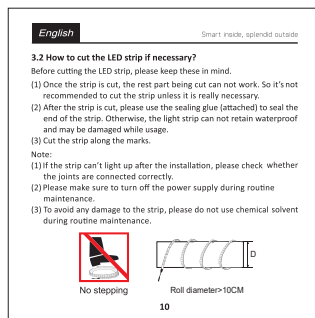 English
Smart inside, splendid outside
3.2 How to cut the LED strip if necessary?
Before cutting the LED strip, please keep these in mind.
(1) Once the strip is cut, the rest part being cut can not work. So it's not
recommended to cut the strip unless it is really necessary.
(2) After the strip is cut, please use the sealing glue (attached) to seal the
end of the strip. Otherwise, the light strip can not retain waterproof
and may be damaged while usage.
(3) Cut the strip along the marks.
Note:
(1) If the strip can't light up after the installation, please check whether
the joints are connected correctly.
(2) Please make sure to turn off the power supply during routine
maintenance.
(3) To avoid any damage to the strip, please do not use chemical solvent
during routine maintenance.
D
No stepping
Roll diameter>10CM
10